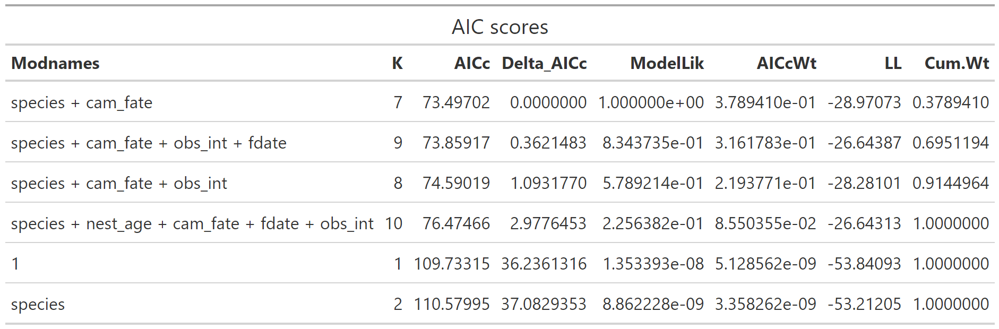 AIC scores
Modnames K AICc Delta_AICc ModelLik AICcWt LL Cum.Wt
species + cam_fate 7 73.49702 0.0000000 1.000000e+00 3.789410e-01 -28.97073 0.3789410
species + cam_fate + obs_int + fdate 9 73.85917 0.3621483 8.343735e-01 3.161783e-01 -26.64387 0.6951194
species + cam_fate + obs_int 8 74.59019 1.0931770 5.789214e-01 2.193771e-01 -28.28101 0.9144964
species + nest_age + cam_fate + fdate + obs_int 10 76.47466 2.9776453 2.256382e-01 8.550355e-02 -26.64313 1.0000000
1 1 109.73315 36.2361316 1.353393e-08 5.128562e-09 -53.84093 1.0000000
species 2 110.57995 37.0829353 8.862228e-09 3.358262e-09 -53.21205 1.0000000